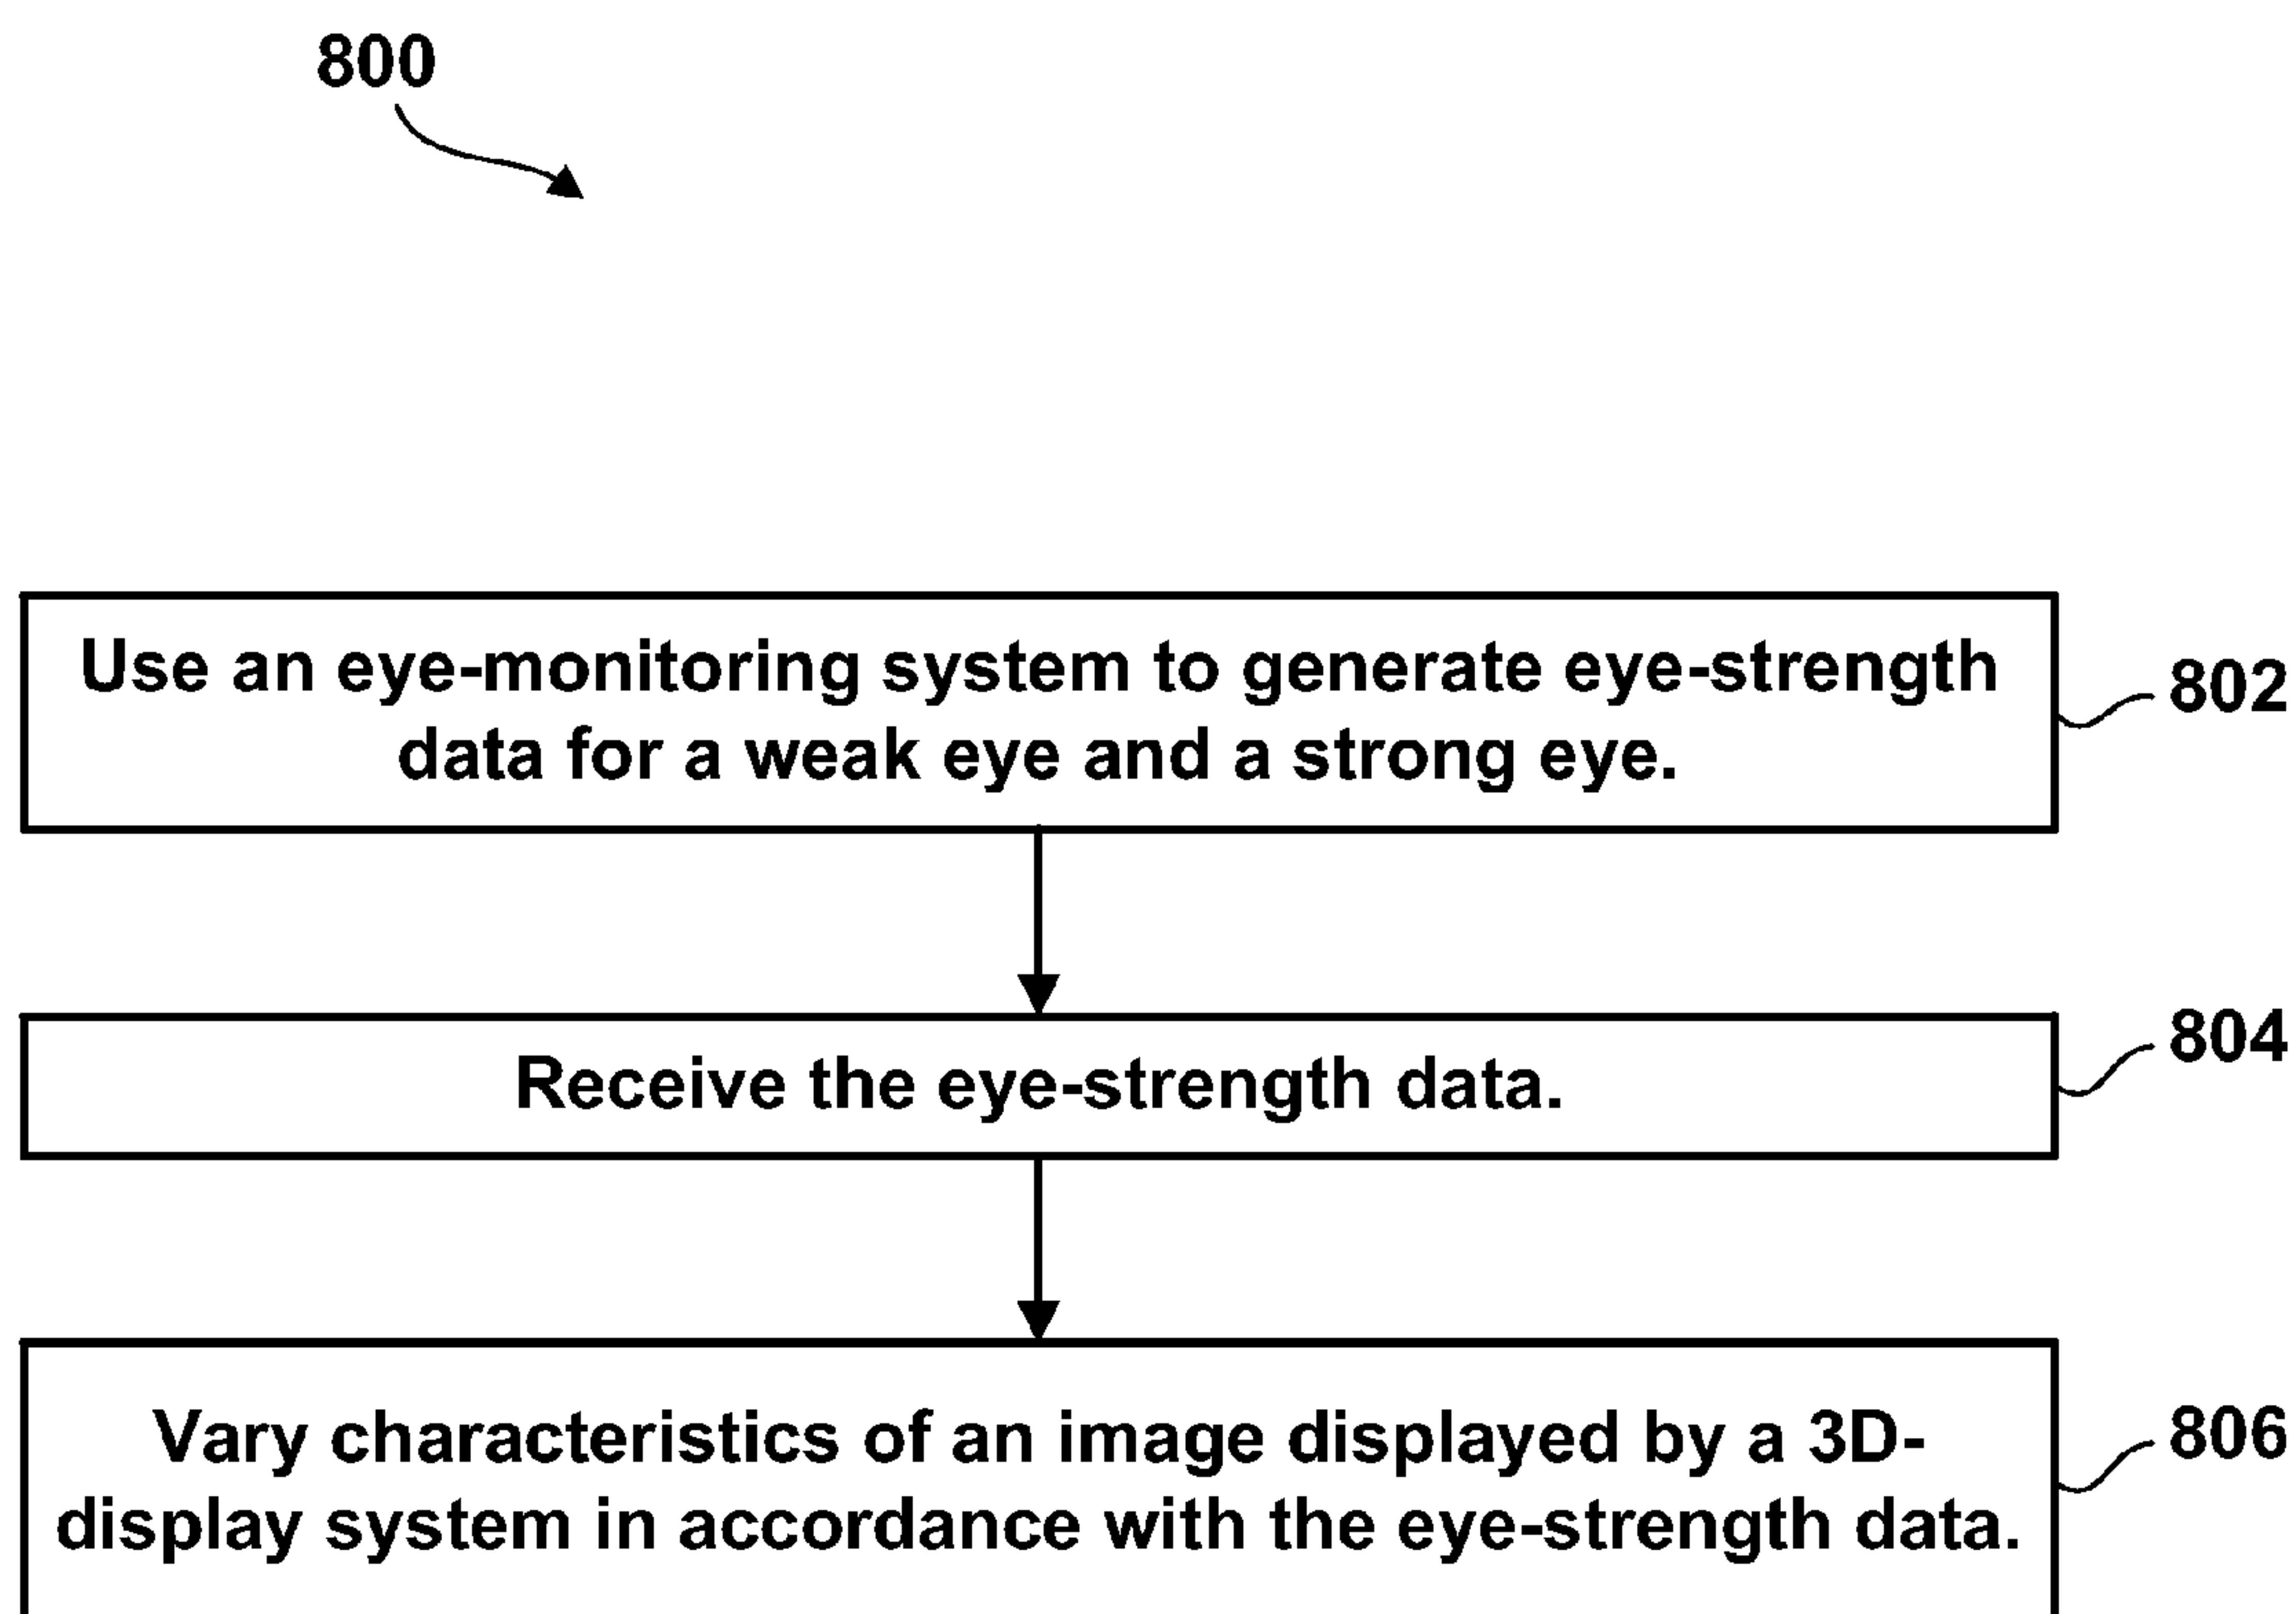 800
Use an eye-monitoring system to generate eye-strength
data for a weak eye and a strong eye.
802
Receive the eye-strength data.
804
Vary characteristics of an image displayed by a 3D-
display system in accordance with the eye-strength data.
806